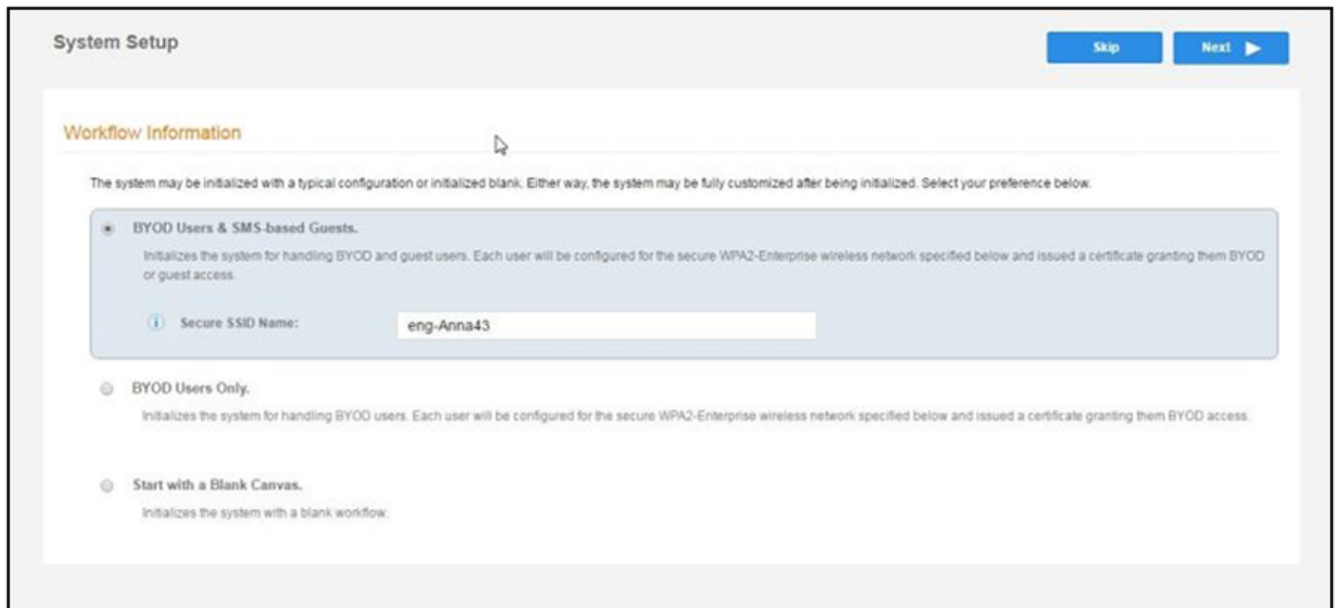 System Setup
Skip
Next
Workflow Information
The system may be initialized with a typical configuration or initialized blank. Either way, the system may be fully customized after being initialized. Select your preference below.
BYOD Users & SMS-based Guests.
Initializes the system for handling BYOD and guest users. Each user will be configured for the secure WPA2-Enterprise wireless network specified below and issued a certificate granting them BYOD
or guest access.
Secure SSID Name:
eng-Anna43
BYOD Users Only.
Initializes the system for handling BYOD users. Each user will be configured for the secure WPA2-Enterprise wireless network specified below and issued a certificate granting them BYOD access.
Start with a Blank Canvas.
Initializes the system with a blank workflow.